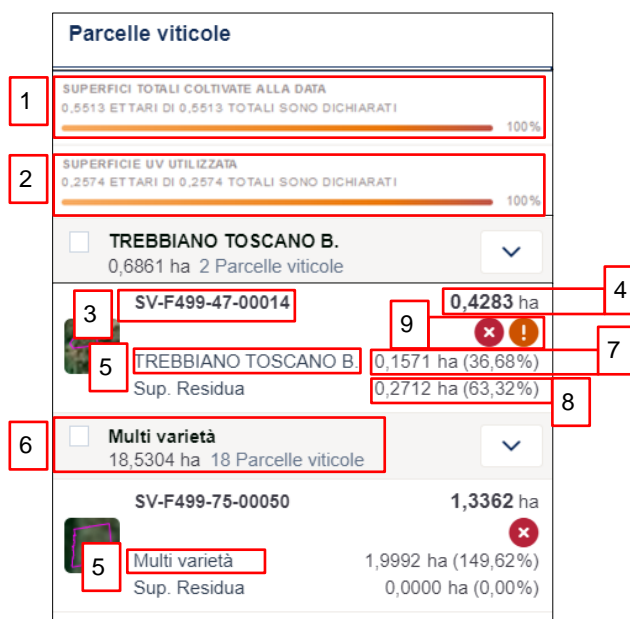 Parcelle viticole
1
SUPERFICI TOTALI COLTIVATE ALLA DATA
0,5513 ETTARI DI 0,5513 TOTALI SONO DICHIARATI
100%
2
SUPERFICIE UV UTILIZZATA
0,2574 ETTARI DI 0,2574 TOTALI SONO DICHIARATI
100%
TREBBIANO TOSCANO B.
0,6861 ha 2 Parcelle viticole
3
SV-F499-47-00014
0,4283 ha
4
9
5
TREBBIANO TOSCANO B.
0,1571 ha (36,68%)
7
Sup. Residua
0,2712 ha (63,32%)
8
6
Multi varietà
18,5304 ha 18 Parcelle viticole
SV-F499-75-00050
1,3362 ha
5
Multi varietà
1,9992 ha (149,62%)
Sup. Residua
0,0000 ha (0,00%)